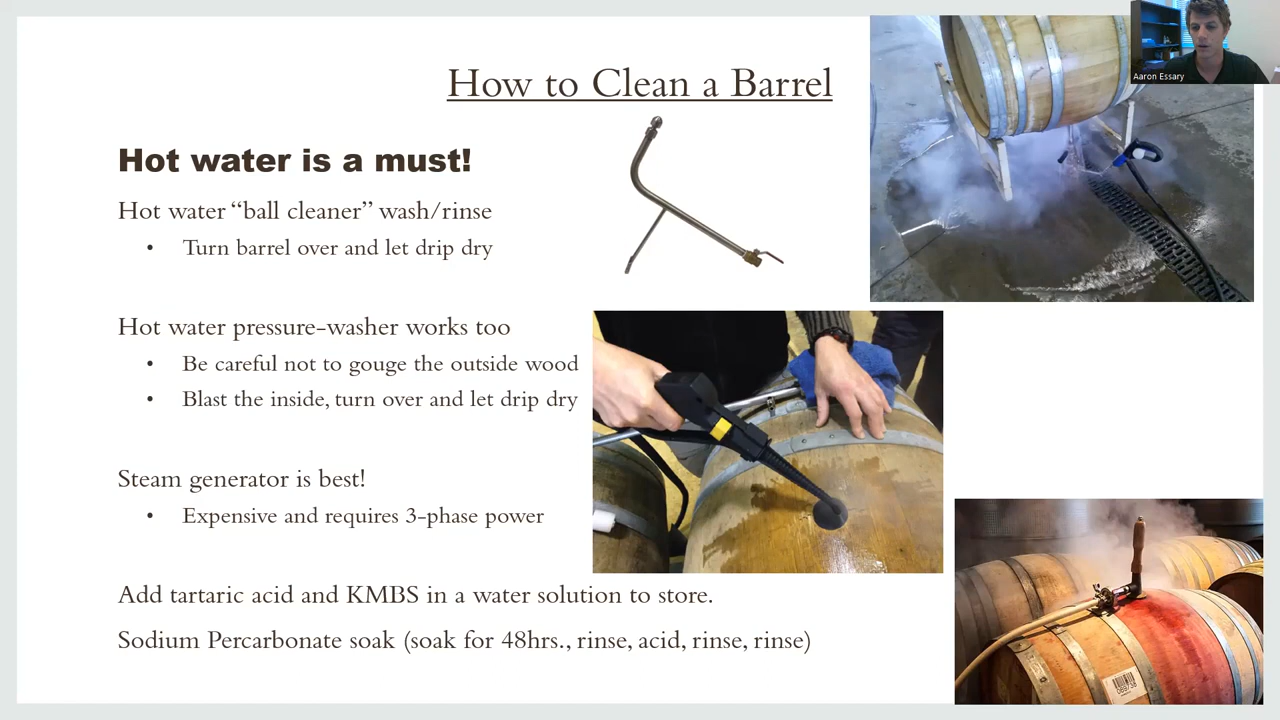 How to Clean a Barrel
Aaron Essary
Hot water is a must!
Hot water “ball cleaner” wash/rinse
• Turn barrel over and let drip dry
Hot water pressure-washer works too
• Be careful not to gouge the outside wood
• Blast the inside, turn over and let drip dry
Steam generator is best!
• Expensive and requires 3-phase power
Add tartaric acid and KMBS in a water solution to store.
Sodium Percarbonate soak (soak for 48hrs., rinse, acid, rinse, rinse)